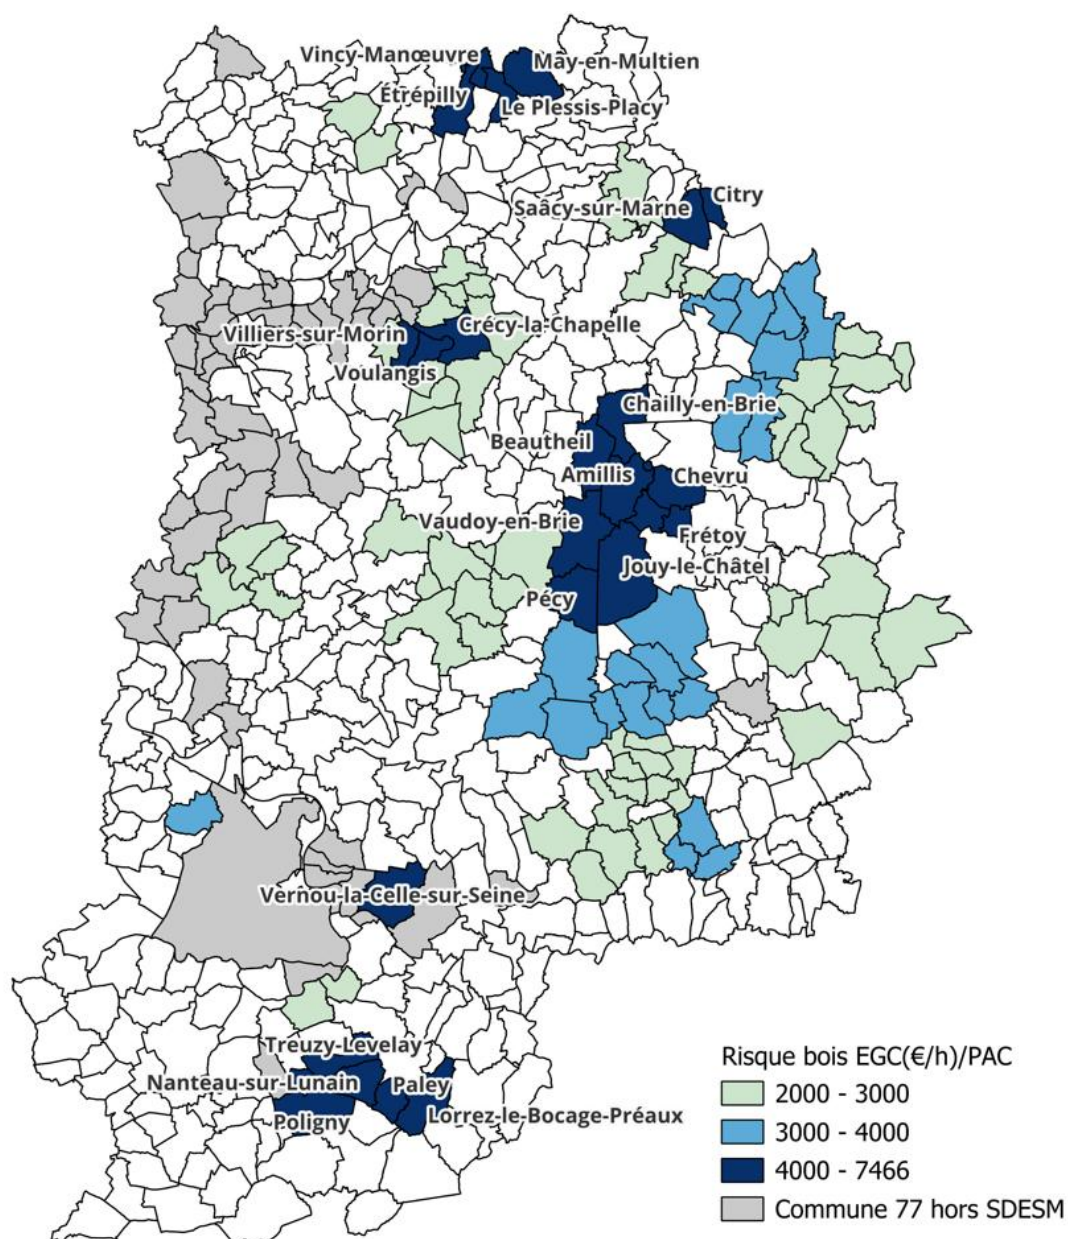 Vincy-Manœuvre
May-en-Multien
Étrépilly
Le Plessis-Placy
Citry
Saâcy-sur-Marne
Crécy-la-Chapelle
Villiers-sur-Morin
Voulangis
Chailly-en-Brie
Beautheil
Amillis
Chevru
Vaudoy-en-Brie
Frétoy
Jouy-le-Châtel
Pécy
Vernou-la-Celle-sur-Seine
Treuzy-Levelay
Nanteau-sur-Lunain
Paley
Lorrez-le-Bocage-Préaux
Poligny
Risque bois EGC(€/h)/PAC
2000 - 3000
3000 - 4000
4000 - 7466
Commune 77 hors SDESM